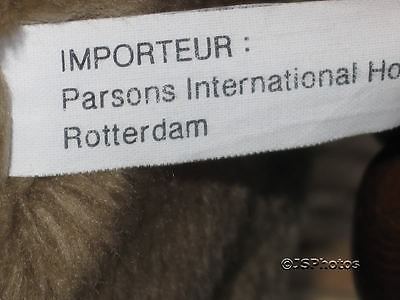 IMPORTEUR :
Parsons International Ho
Rotterdam
©JSPhotos